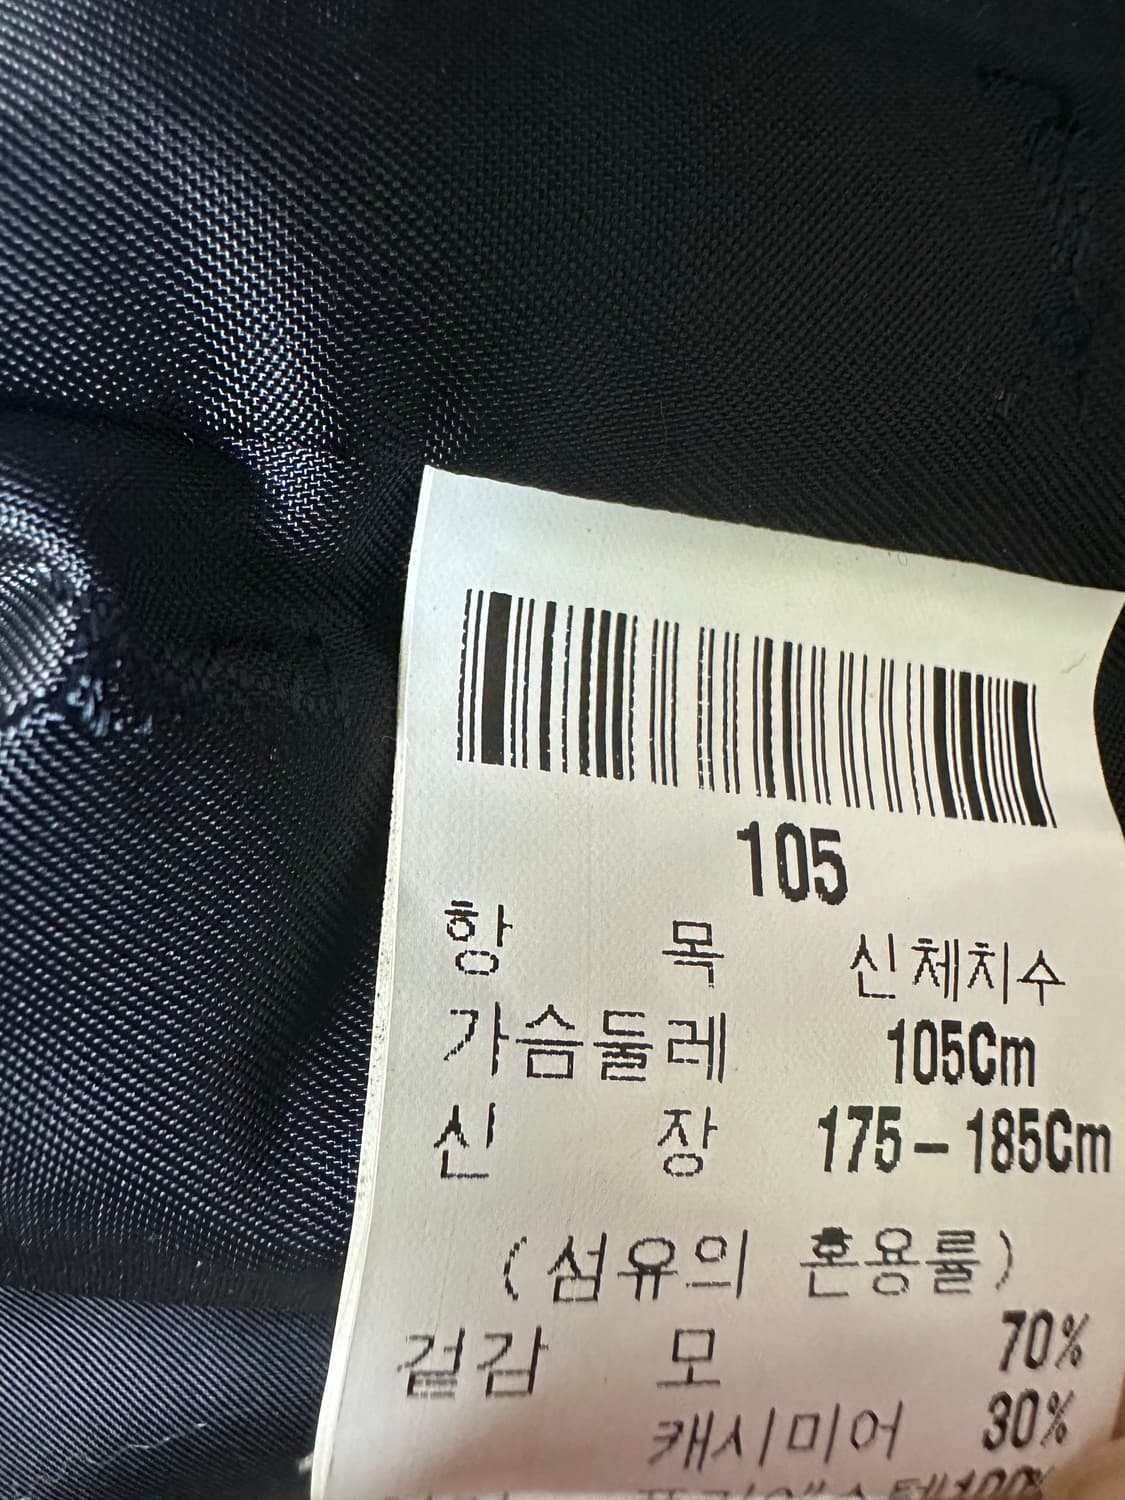 105
항 목 신체치수
가슴둘레 105Cm
신 장 175-185Cm
(섬유의 혼용률)
겉감 모 70%
캐시미어 30%
100%